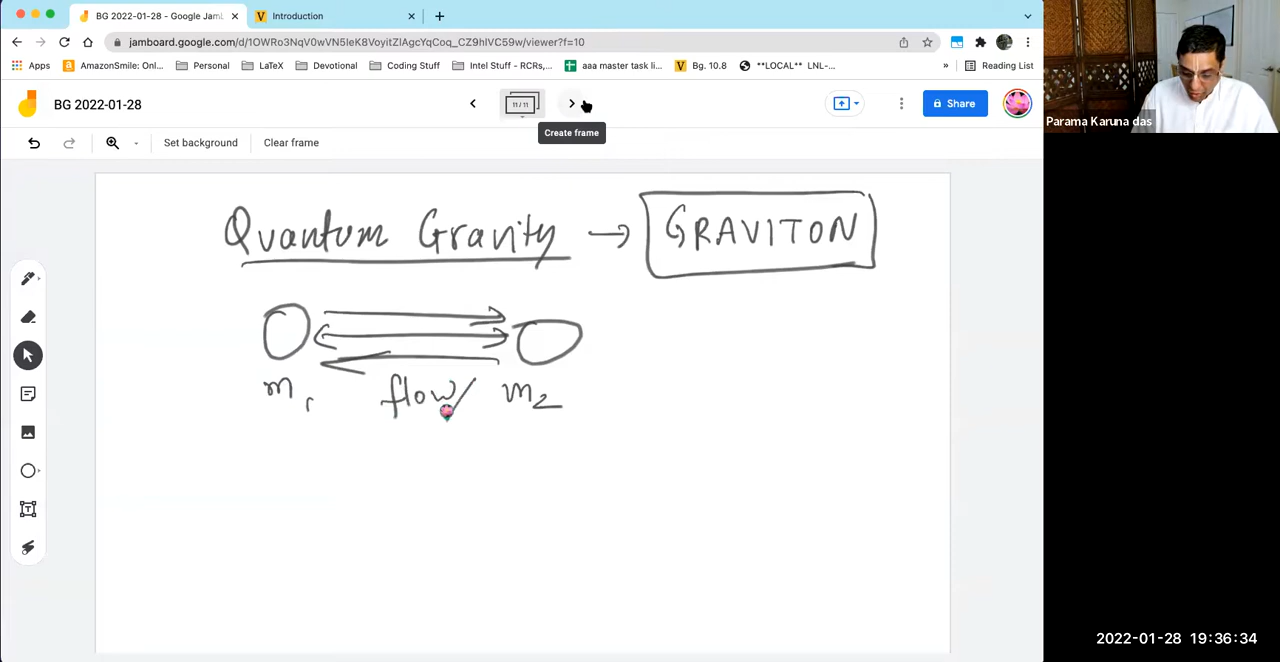 BG 2022-01-28 - Google Jam
Introduction
jamboard.google.com/d/1OWRo3NqV0wVN5IeK8VoyitZIAgcYqCoq_CZ9hIVC59w/viewer?f=10
Apps
AmazonSmile: Onl...
Personal
LaTeX
Devotional
Coding Stuff
Intel Stuff - RCRs,...
aaa master task li...
Bg. 10.8
**LOCAL** LNL-...
»
Reading List
BG 2022-01-28
11 / 11
Share
Create frame
Set background
Clear frame
Quantum Gravity → GRAVITON
m1 flow/ m2
Parama Karuna das
2022-01-28 19:36:34